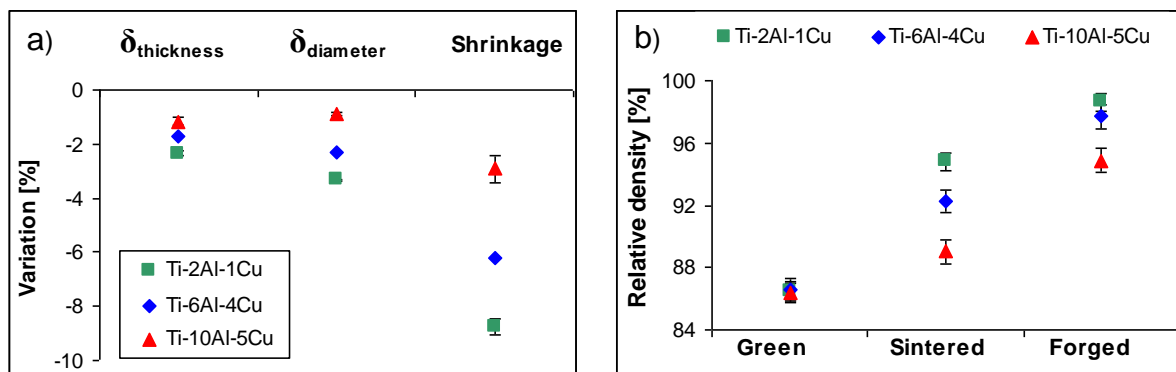 a)
δthickness δdiameter Shrinkage
Variation [%]
0
-2
-4
-6
-8
-10
Ti-2Al-1Cu
Ti-6Al-4Cu
Ti-10Al-5Cu
b)
Ti-2Al-1Cu Ti-6Al-4Cu Ti-10Al-5Cu
Relative density [%]
100
96
92
88
84
Green Sintered Forged